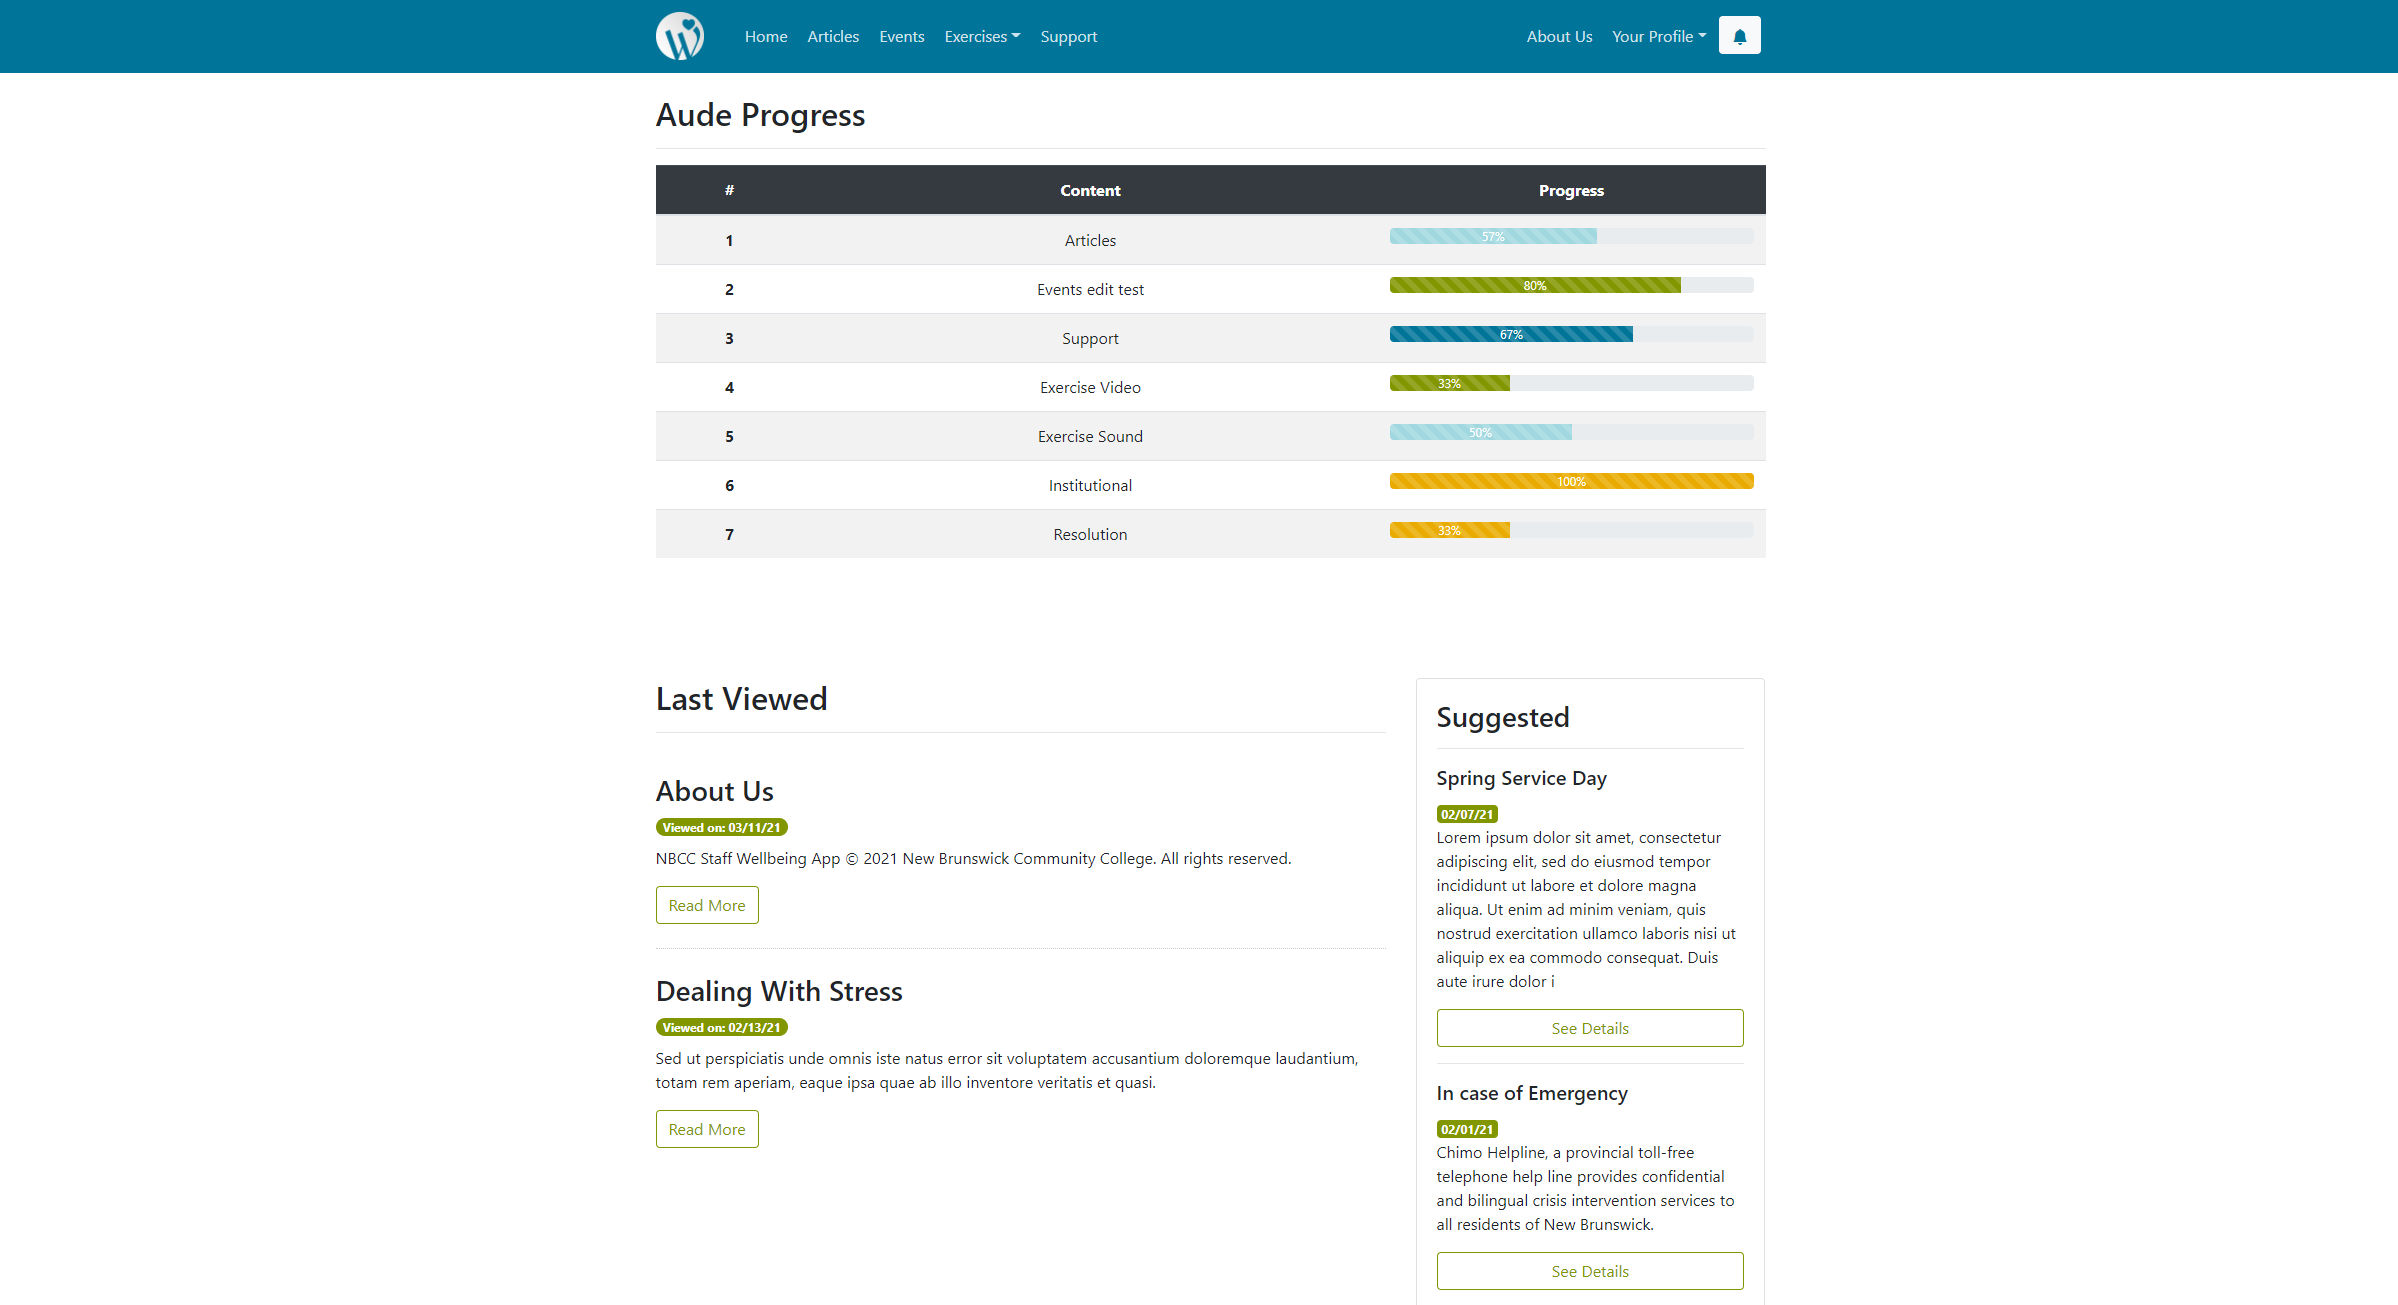 Home Articles Events Exercises Support About Us Your Profile
Aude Progress
# Content Progress
1 Articles 57%
2 Events edit test 80%
3 Support 67%
4 Exercise Video 33%
5 Exercise Sound 50%
6 Institutional 100%
7 Resolution 33%
Last Viewed
About Us
Viewed on: 03/11/21
NBCC Staff Wellbeing App © 2021 New Brunswick Community College. All rights reserved.
Read More
Dealing With Stress
Viewed on: 02/13/21
Sed ut perspiciatis unde omnis iste natus error sit voluptatem accusantium doloremque laudantium,
totam rem aperiam, eaque ipsa quae ab illo inventore veritatis et quasi.
Read More
Suggested
Spring Service Day
02/07/21
Lorem ipsum dolor sit amet, consectetur
adipiscing elit, sed do eiusmod tempor
incididunt ut labore et dolore magna
aliqua. Ut enim ad minim veniam, quis
nostrud exercitation ullamco laboris nisi ut
aliquip ex ea commodo consequat. Duis
aute irure dolor i
See Details
In case of Emergency
02/01/21
Chimo Helpline, a provincial toll-free
telephone help line provides confidential
and bilingual crisis intervention services to
all residents of New Brunswick.
See Details